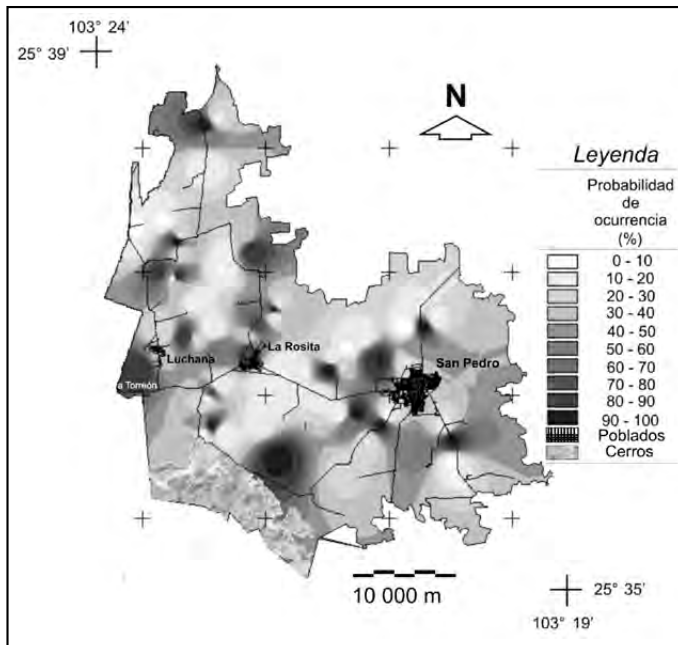 103° 24'
25° 39'
N
Leyenda
Probabilidad
de
ocurrencia
(%)
0 - 10
10 - 20
20 - 30
30 - 40
40 - 50
50 - 60
60 - 70
70 - 80
80 - 90
90 - 100
Poblados
Cerros
La Rosita
Luchana
San Pedro
a Torreón
10 000 m
25° 35'
103° 19'